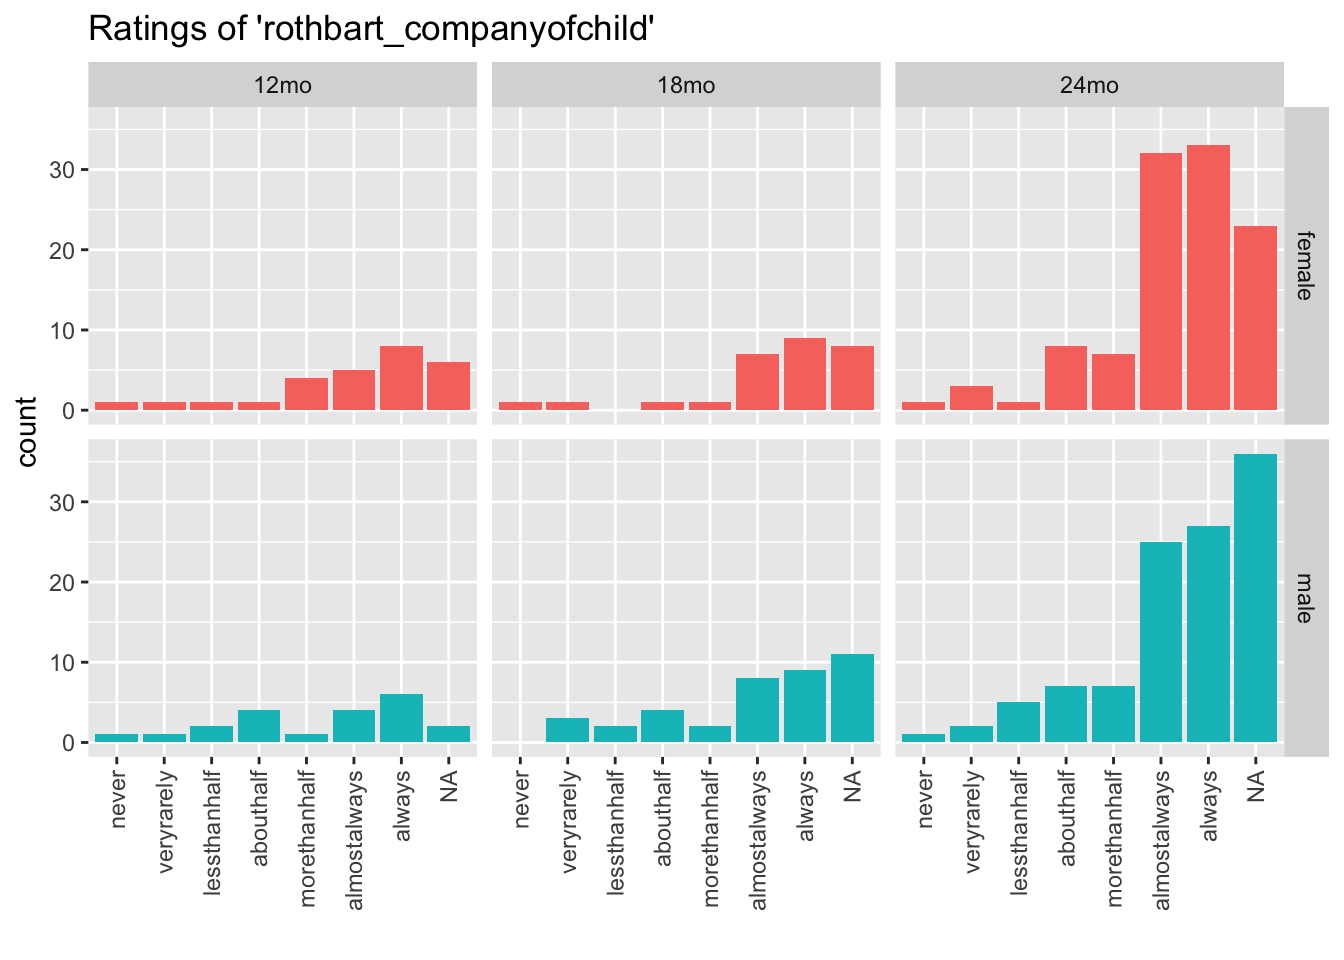 Ratings of 'rothbart_companyofchild'
12mo
18mo
24mo
count
30
20
10
0
female
30
20
10
0
male
never
veryrarely
lessthanhalf
abouthalf
morethanhalf
almostalways
always
NA
never
veryrarely
lessthanhalf
abouthalf
morethanhalf
almostalways
always
NA
never
veryrarely
lessthanhalf
abouthalf
morethanhalf
almostalways
always
NA